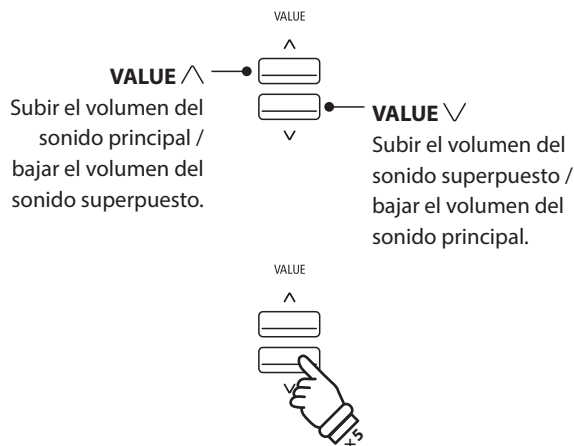 VALUE
VALUE ∧
Subir el volumen del
sonido principal /
bajar el volumen del
sonido superpuesto.
VALUE ∨
Subir el volumen del
sonido superpuesto /
bajar el volumen del
sonido principal.
VALUE
×5